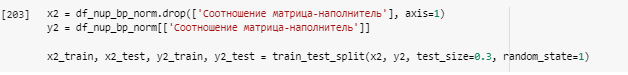 [203] x2 = df_nup_bp_norm.drop(['Соотношение матрица-наполнитель'], axis=1)
y2 = df_nup_bp_norm[['Соотношение матрица-наполнитель']]
x2_train, x2_test, y2_train, y2_test = train_test_split(x2, y2, test_size=0.3, random_state=1)